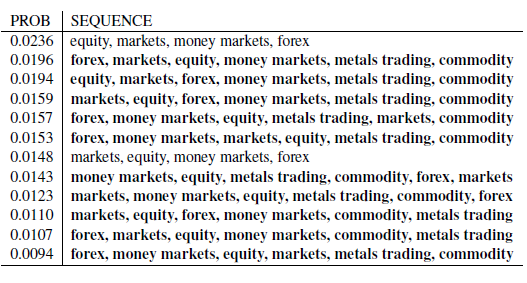 PROB SEQUENCE
0.0236 equity, markets, money markets, forex
0.0196 forex, markets, equity, money markets, metals trading, commodity
0.0194 equity, markets, forex, money markets, metals trading, commodity
0.0159 markets, equity, forex, money markets, metals trading, commodity
0.0157 forex, money markets, equity, metals trading, markets, commodity
0.0153 forex, money markets, markets, equity, metals trading, commodity
0.0148 markets, equity, money markets, forex
0.0143 money markets, equity, metals trading, commodity, forex, markets
0.0123 markets, money markets, equity, metals trading, commodity, forex
0.0110 markets, equity, forex, money markets, commodity, metals trading
0.0107 forex, markets, equity, money markets, commodity, metals trading
0.0094 forex, money markets, equity, markets, metals trading, commodity